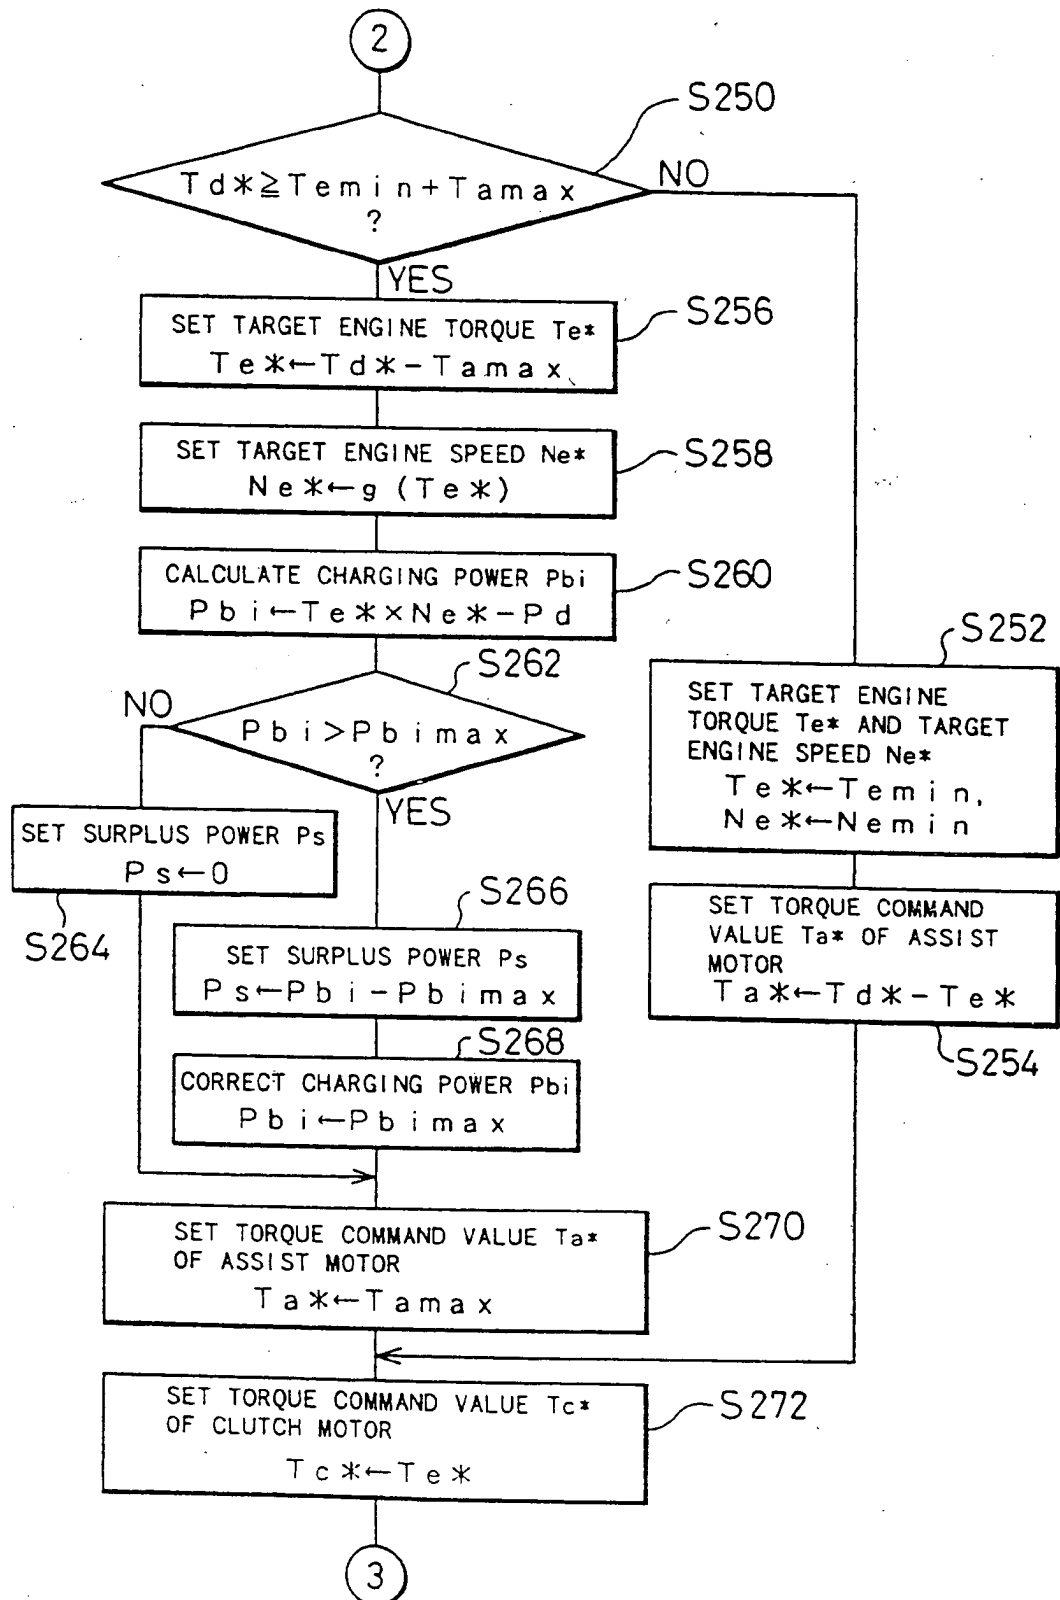 2
S250
Td*≧Temin+Tamax
?
NO
YES
S256
SET TARGET ENGINE TORQUE Te*
Te*←Td*-Tamax
S258
SET TARGET ENGINE SPEED Ne*
Ne*←g(Te*)
S260
CALCULATE CHARGING POWER Pbi
Pbi←Te*×Ne*-Pd
S262
Pbi>Pbimax
?
NO
YES
S252
SET TARGET ENGINE
TORQUE Te* AND TARGET
ENGINE SPEED Ne*
Te*←Temin,
Ne*←Nemin
SET SURPLUS POWER Ps
Ps←0
S264
S254
SET TORQUE COMMAND
VALUE Ta* OF ASSIST
MOTOR
Ta*←Td*-Te*
S266
SET SURPLUS POWER Ps
Ps←Pbi-Pbimax
S268
CORRECT CHARGING POWER Pbi
Pbi←Pbimax
S270
SET TORQUE COMMAND VALUE Ta*
OF ASSIST MOTOR
Ta*←Tamax
S272
SET TORQUE COMMAND VALUE Tc*
OF CLUTCH MOTOR
Tc*←Te*
3